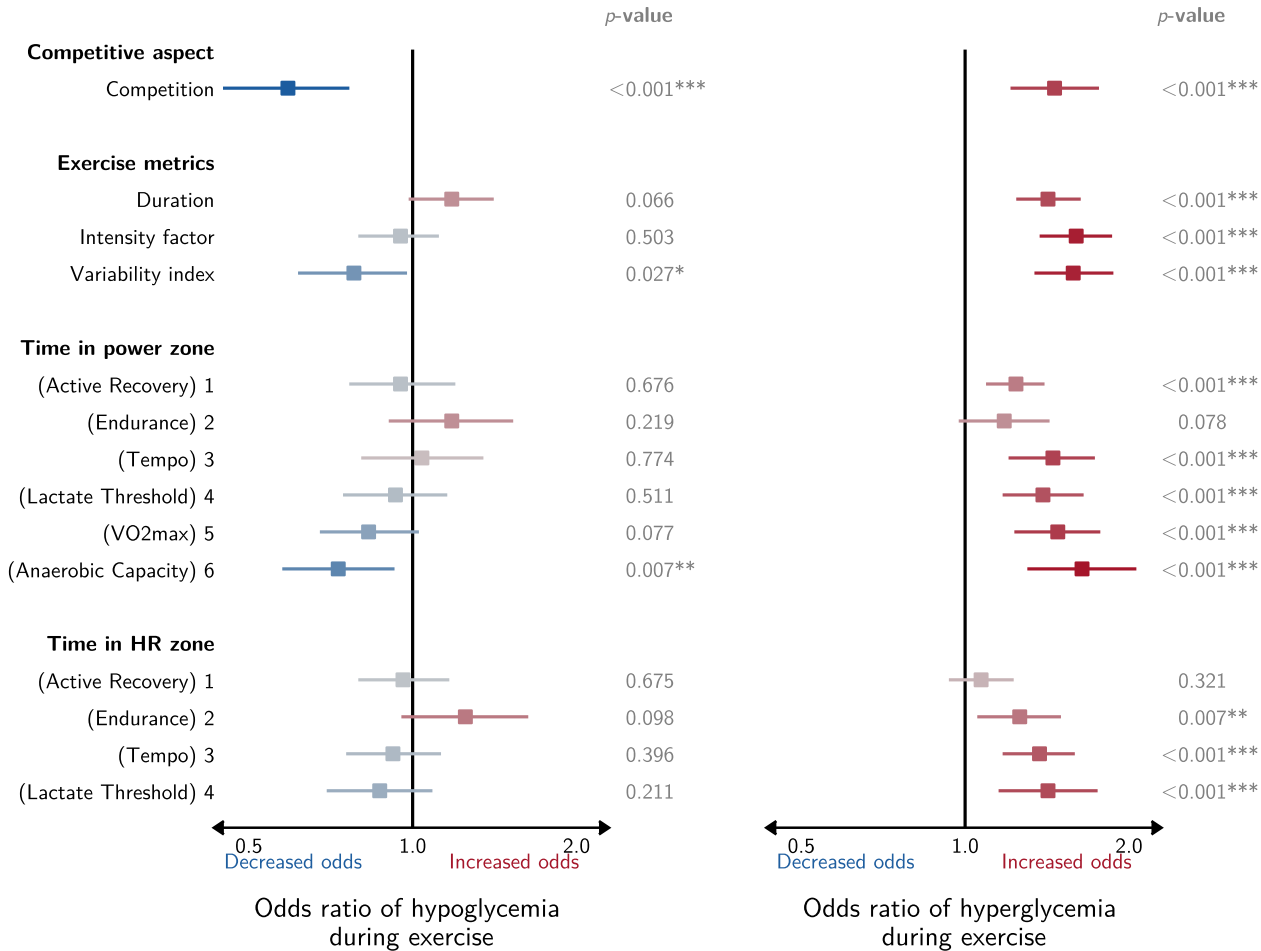 p-value p-value
Competitive aspect
Competition <0.001*** <0.001***
Exercise metrics
Duration 0.066 <0.001***
Intensity factor 0.503 <0.001***
Variability index 0.027* <0.001***
Time in power zone
(Active Recovery) 1 0.676 <0.001***
(Endurance) 2 0.219 0.078
(Tempo) 3 0.774 <0.001***
(Lactate Threshold) 4 0.511 <0.001***
(VO2max) 5 0.077 <0.001***
(Anaerobic Capacity) 6 0.007** <0.001***
Time in HR zone
(Active Recovery) 1 0.675 0.321
(Endurance) 2 0.098 0.007**
(Tempo) 3 0.396 <0.001***
(Lactate Threshold) 4 0.211 <0.001***
0.5 1.0 2.0 0.5 1.0 2.0
Decreased odds Increased odds Decreased odds Increased odds
Odds ratio of hypoglycemia Odds ratio of hyperglycemia
during exercise during exercise